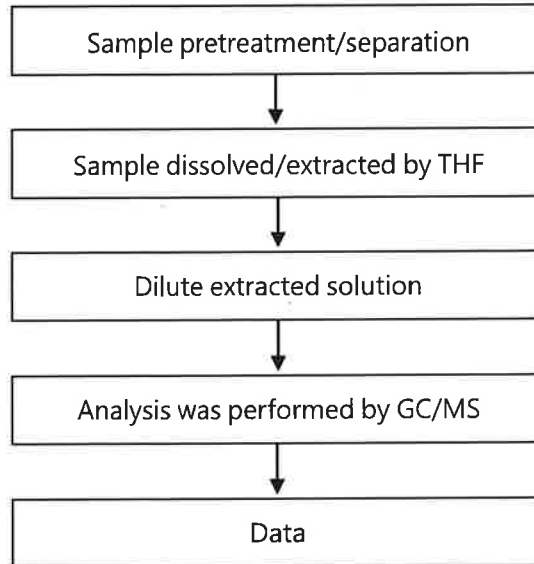 Sample pretreatment/separation
Sample dissolved/extracted by THF
Dilute extracted solution
Analysis was performed by GC/MS
Data